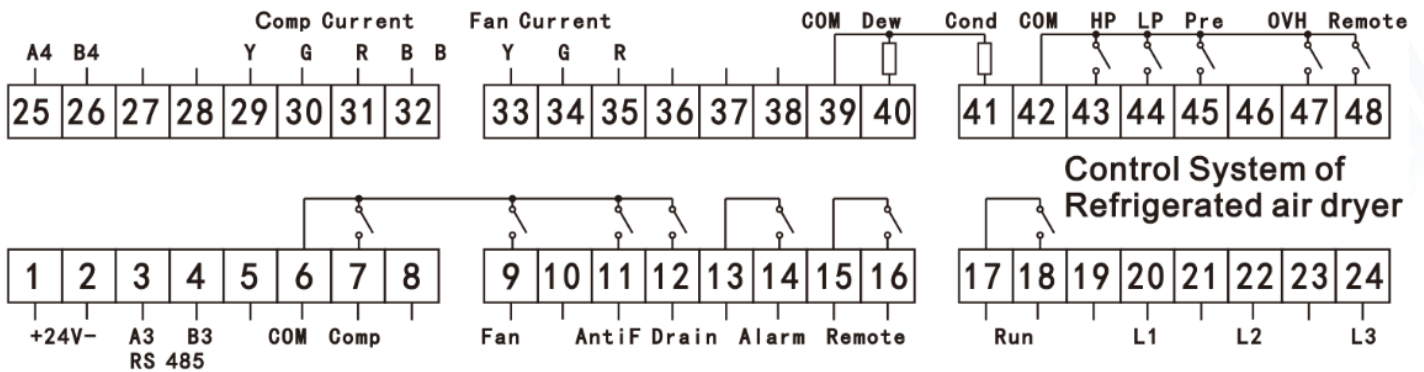 Comp Current Fan Current COM Dew Cond COM HP LP Pre OVH Remote
A4 B4 Y G R B B Y G R
25 26 27 28 29 30 31 32 33 34 35 36 37 38 39 40 41 42 43 44 45 46 47 48
Control System of
Refrigerated air dryer
1 2 3 4 5 6 7 8 9 10 11 12 13 14 15 16 17 18 19 20 21 22 23 24
+24V- A3 B3 COM Comp Fan AntiF Drain Alarm Remote Run L1 L2 L3
RS 485